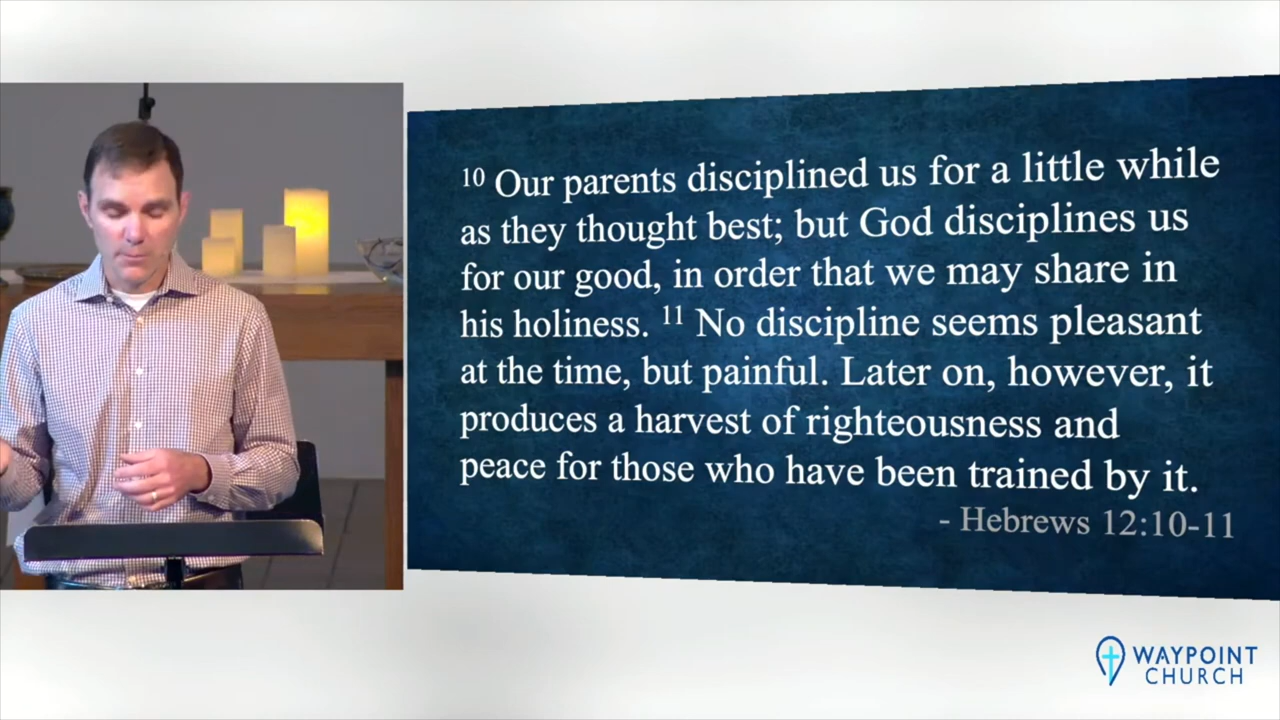 ¹⁰ Our parents disciplined us for a little while
as they thought best; but God disciplines us
for our good, in order that we may share in
his holiness. ¹¹ No discipline seems pleasant
at the time, but painful. Later on, however, it
produces a harvest of righteousness and
peace for those who have been trained by it.
- Hebrews 12:10-11
WAYPOINT
CHURCH